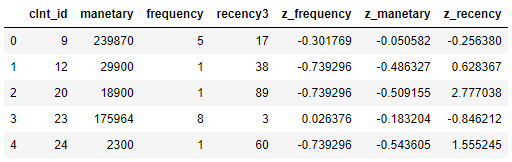 clnt_id manetary frequency recency3 z_frequency z_manetary z_recency
0 9 239870 5 17 -0.301769 -0.050582 -0.256380
1 12 29900 1 38 -0.739296 -0.486327 0.628367
2 20 18900 1 89 -0.739296 -0.509155 2.777038
3 23 175964 8 3 0.026376 -0.183204 -0.846212
4 24 2300 1 60 -0.739296 -0.543605 1.555245